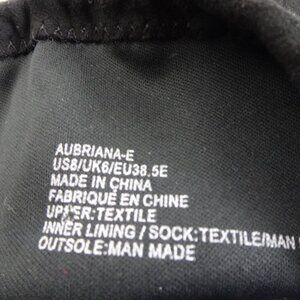 AUBRIANA-E
US8/UK6/EU38.5E
MADE IN CHINA
FABRIQUÉ EN CHINE
UPPER:TEXTILE
INNER LINING / SOCK:TEXTILE/MAN
OUTSOLE:MAN MADE